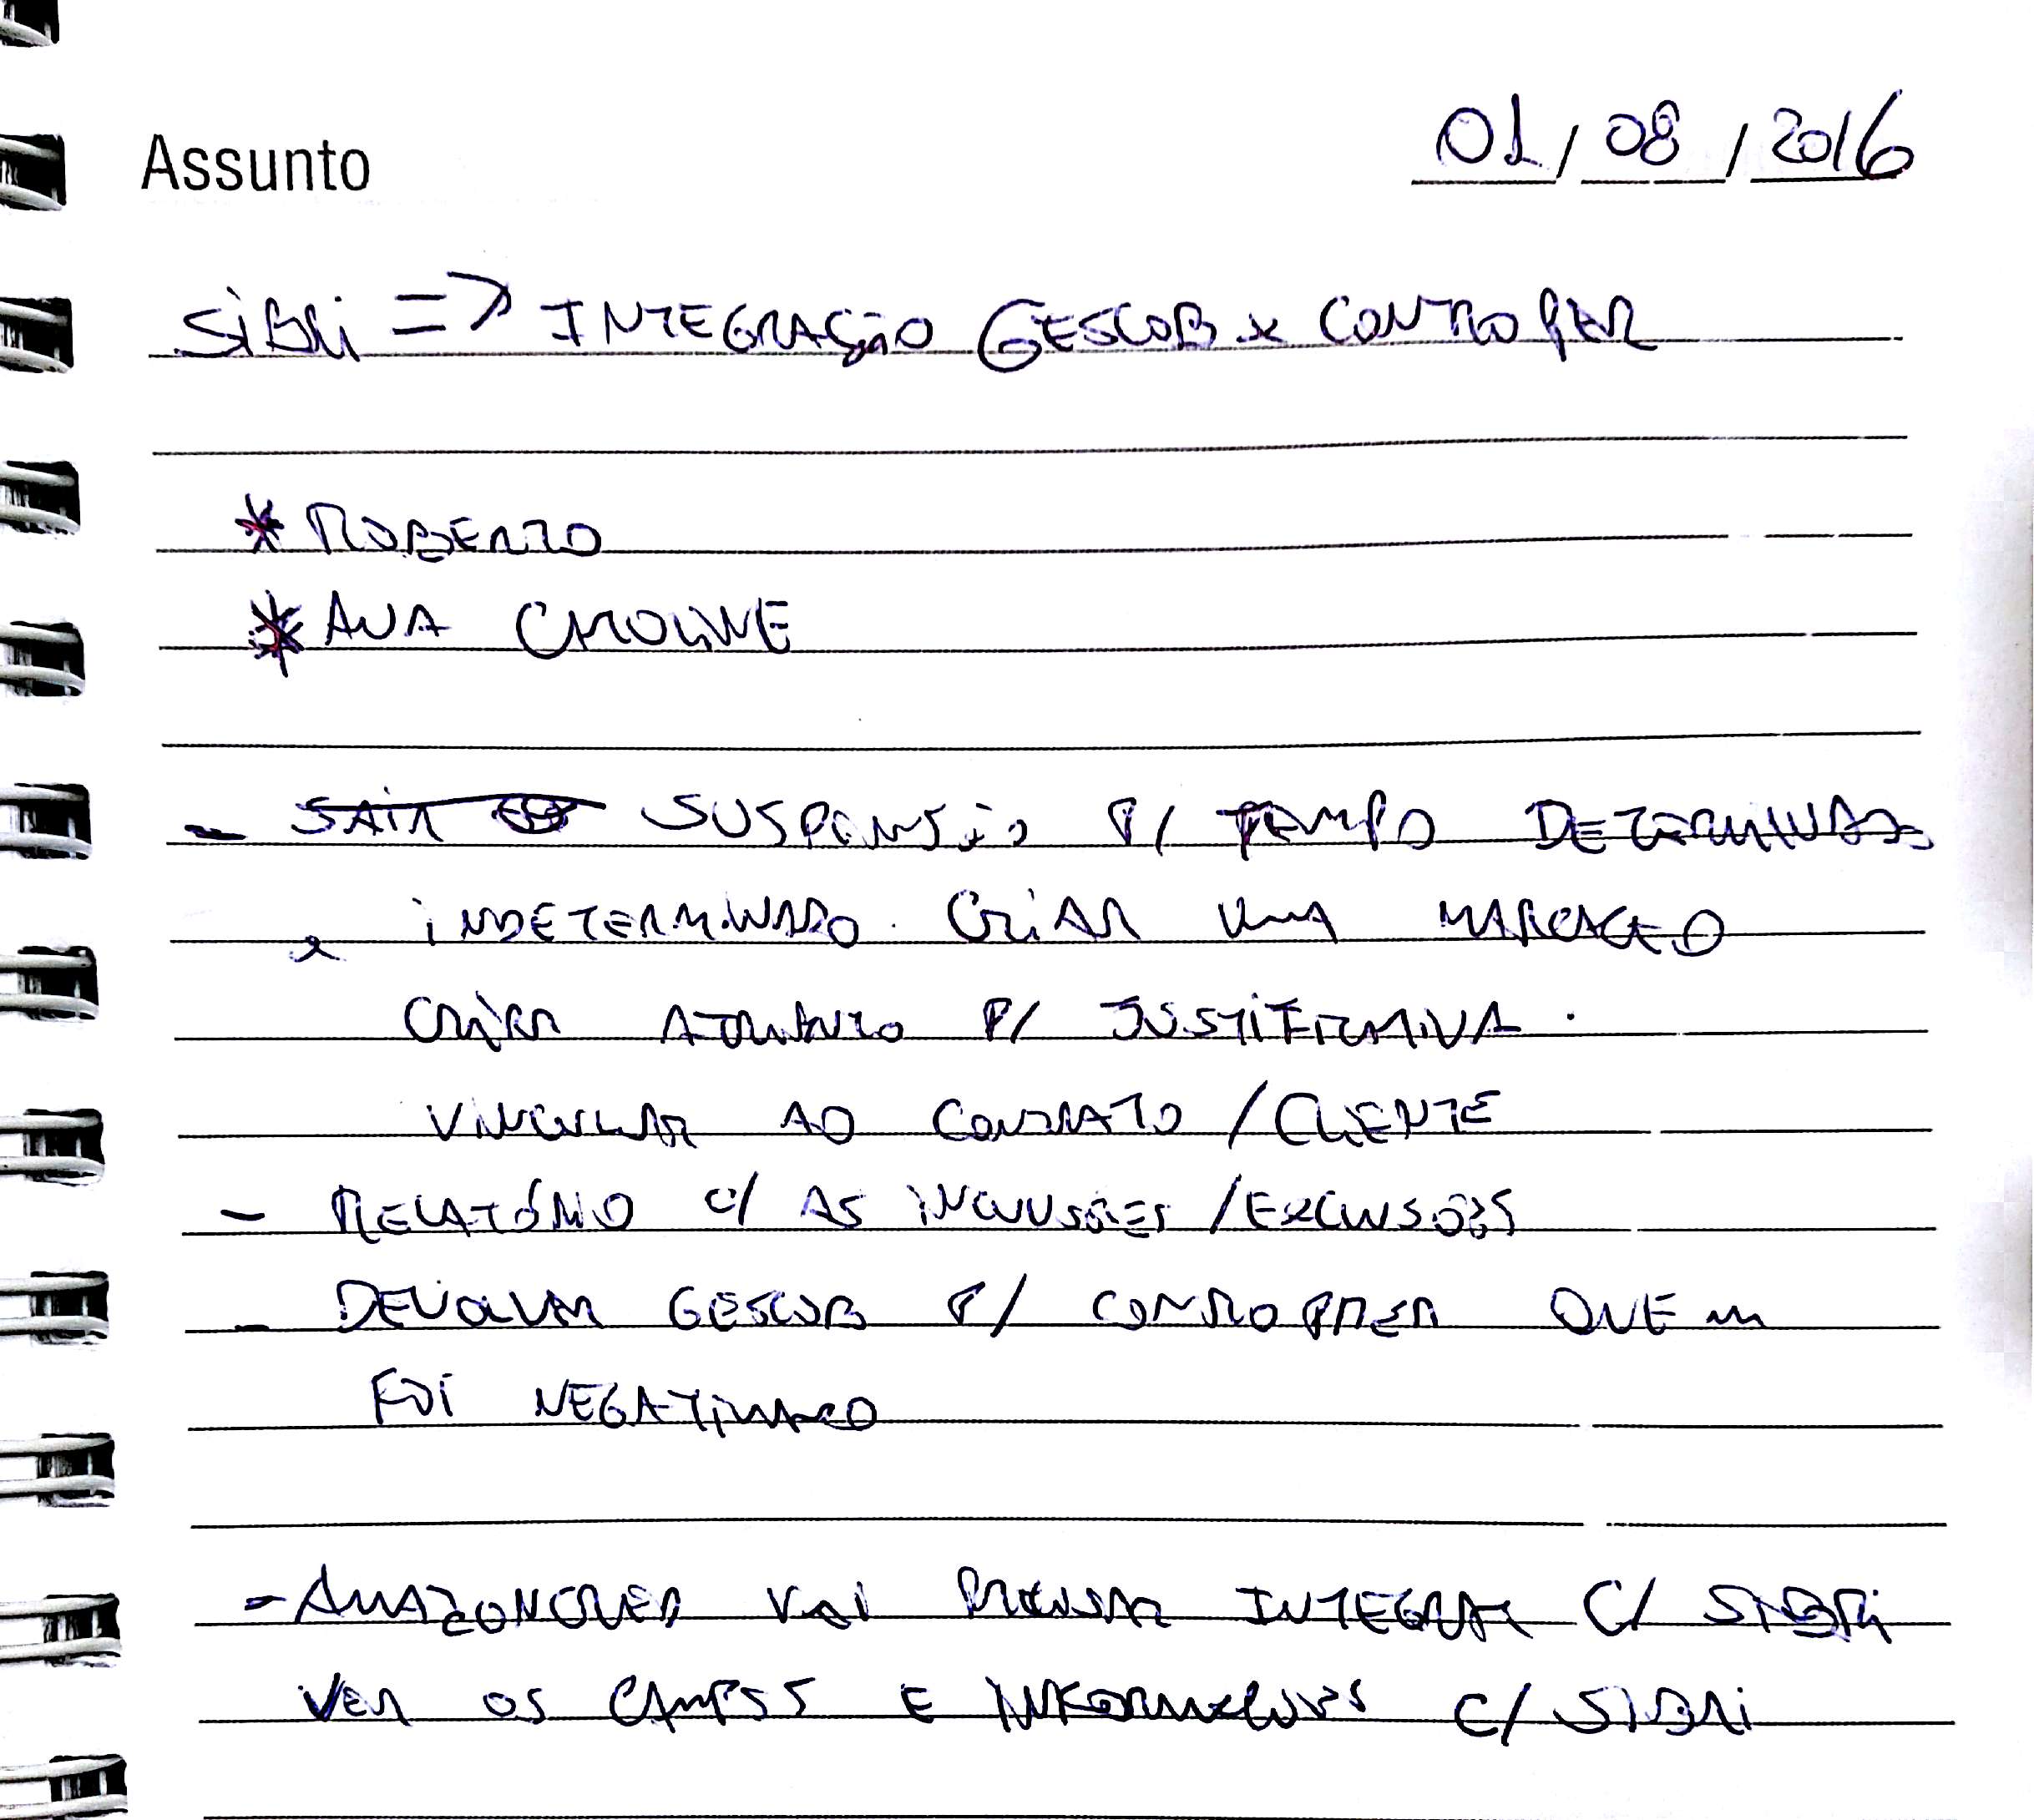 Assunto 01/08/2016
SiBRi => INTEGRAÇÃO GESCOB x CONTROPER
* ROBERTO
* ANA CAROLINE
- SAIR SUSPENSÃO P/ TEMPO DETERMINADO
e INDETERMINADO. CRIAR UMA MARCAÇÃO
CRIAR ATRIBUTO P/ JUSTIFICATIVA.
VINCULAR AO CONTRATO / CLIENTE
- RELATÓRIO C/ AS INCLUSÕES / EXCLUSÕES
- DEVOLVER GESCOB P/ CONTROPRER QUEM
FOI NEGATIVADO
- AMAZONCRED VAI PRECISAR INTEGRAR C/ SIBRi
VER OS CAMPOS E INFORMAÇÕES C/ SIBRi